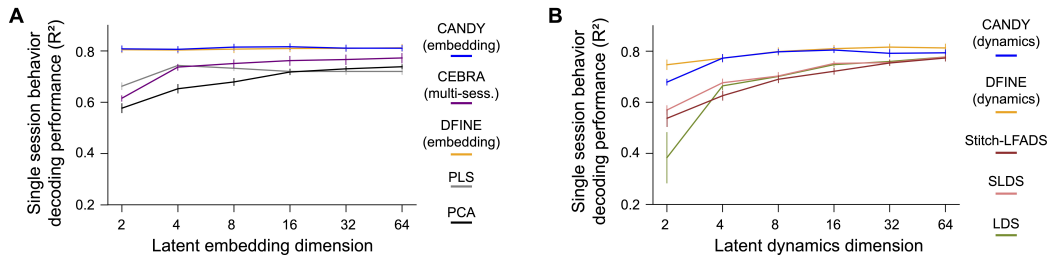 A
Single session behavior
decoding performance (R²)
0.8
0.6
0.4
0.2
2
4
8
16
32
64
Latent embedding dimension
CANDY
(embedding)
CEBRA
(multi-sess.)
DFINE
(embedding)
PLS
PCA
B
Single session behavior
decoding performance (R²)
0.8
0.6
0.4
0.2
2
4
8
16
32
64
Latent dynamics dimension
CANDY
(dynamics)
DFINE
(dynamics)
Stitch-LFADS
SLDS
LDS